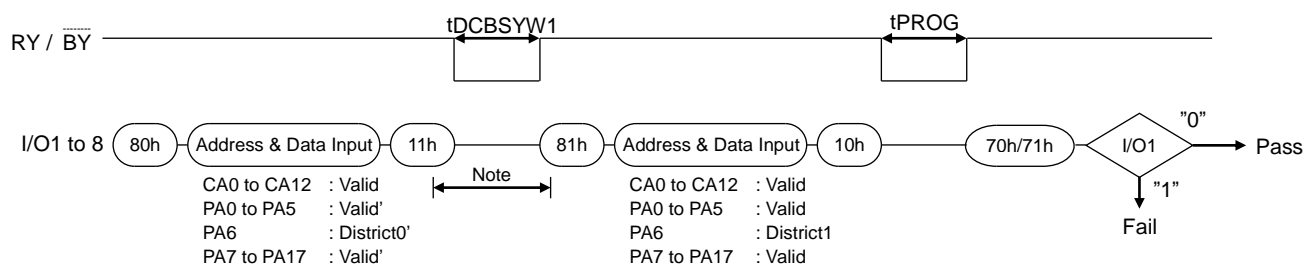 tDCBSYW1
tPROG
RY / BY
I/O1 to 8
80h
Address & Data Input
11h
81h
Address & Data Input
10h
70h/71h
I/O1
"0"
Pass
"1"
Fail
Note
CA0 to CA12 : Valid
PA0 to PA5 : Valid'
PA6 : District0'
PA7 to PA17 : Valid'
CA0 to CA12 : Valid
PA0 to PA5 : Valid
PA6 : District1
PA7 to PA17 : Valid